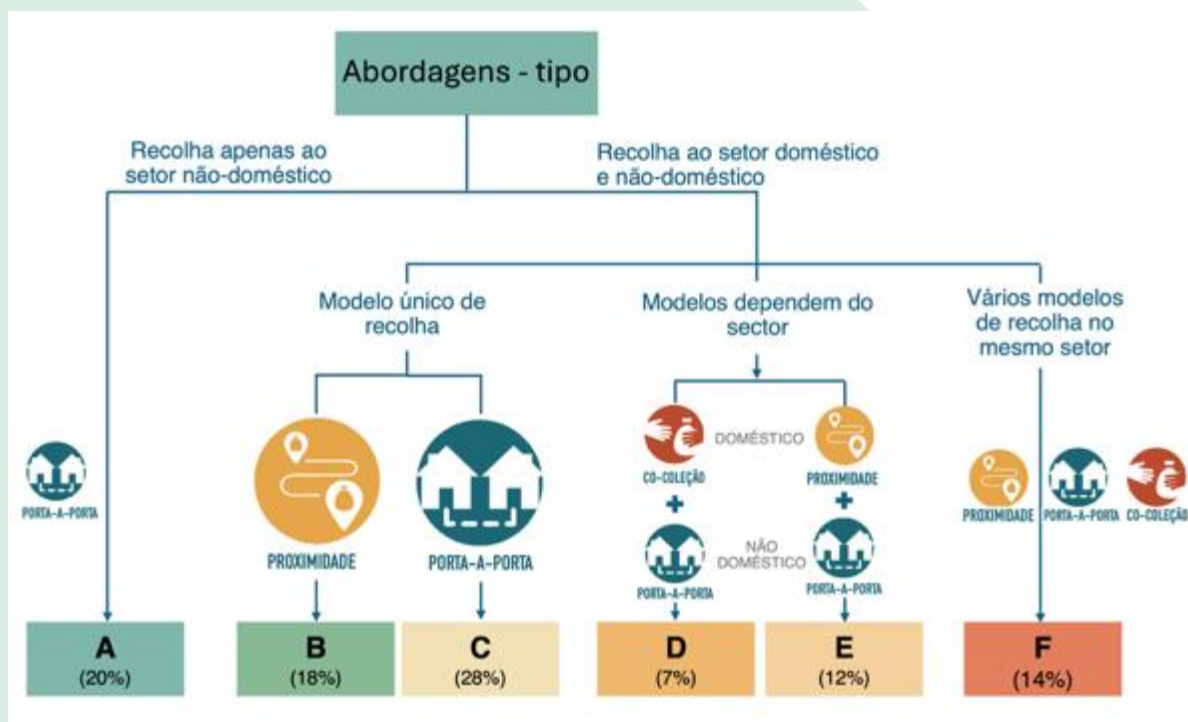 Abordagens - tipo
Recolha apenas ao
setor não-doméstico
Recolha ao setor doméstico
e não-doméstico
Modelo único de
recolha
Modelos dependem do
sector
Vários modelos
de recolha no
mesmo setor
PORTA-A-PORTA
PROXIMIDADE
PORTA-A-PORTA
CO-COLEÇÃO
+
PORTA-A-PORTA
DOMÉSTICO
NÃO
DOMÉSTICO
PROXIMIDADE
+
PORTA-A-PORTA
PROXIMIDADE
PORTA-A-PORTA
CO-COLEÇÃO
A
(20%)
B
(18%)
C
(28%)
D
(7%)
E
(12%)
F
(14%)